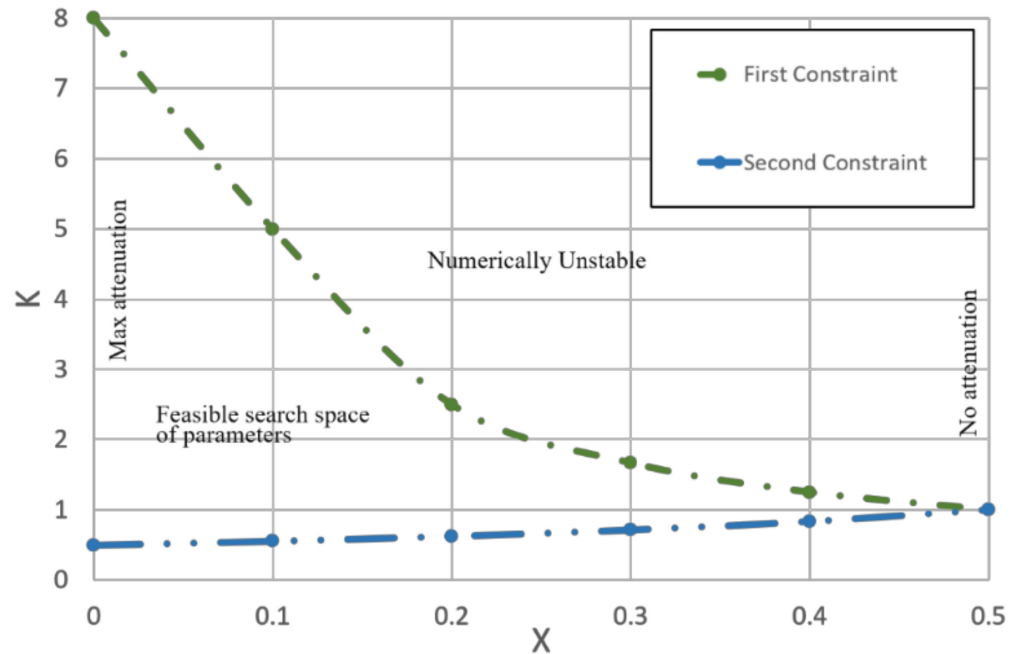 8
7
6
5
4
3
2
1
0
K
First Constraint
Second Constraint
Max attenuation
Numerically Unstable
Feasible search space
of parameters
No attenuation
0
0.1
0.2
0.3
0.4
0.5
X